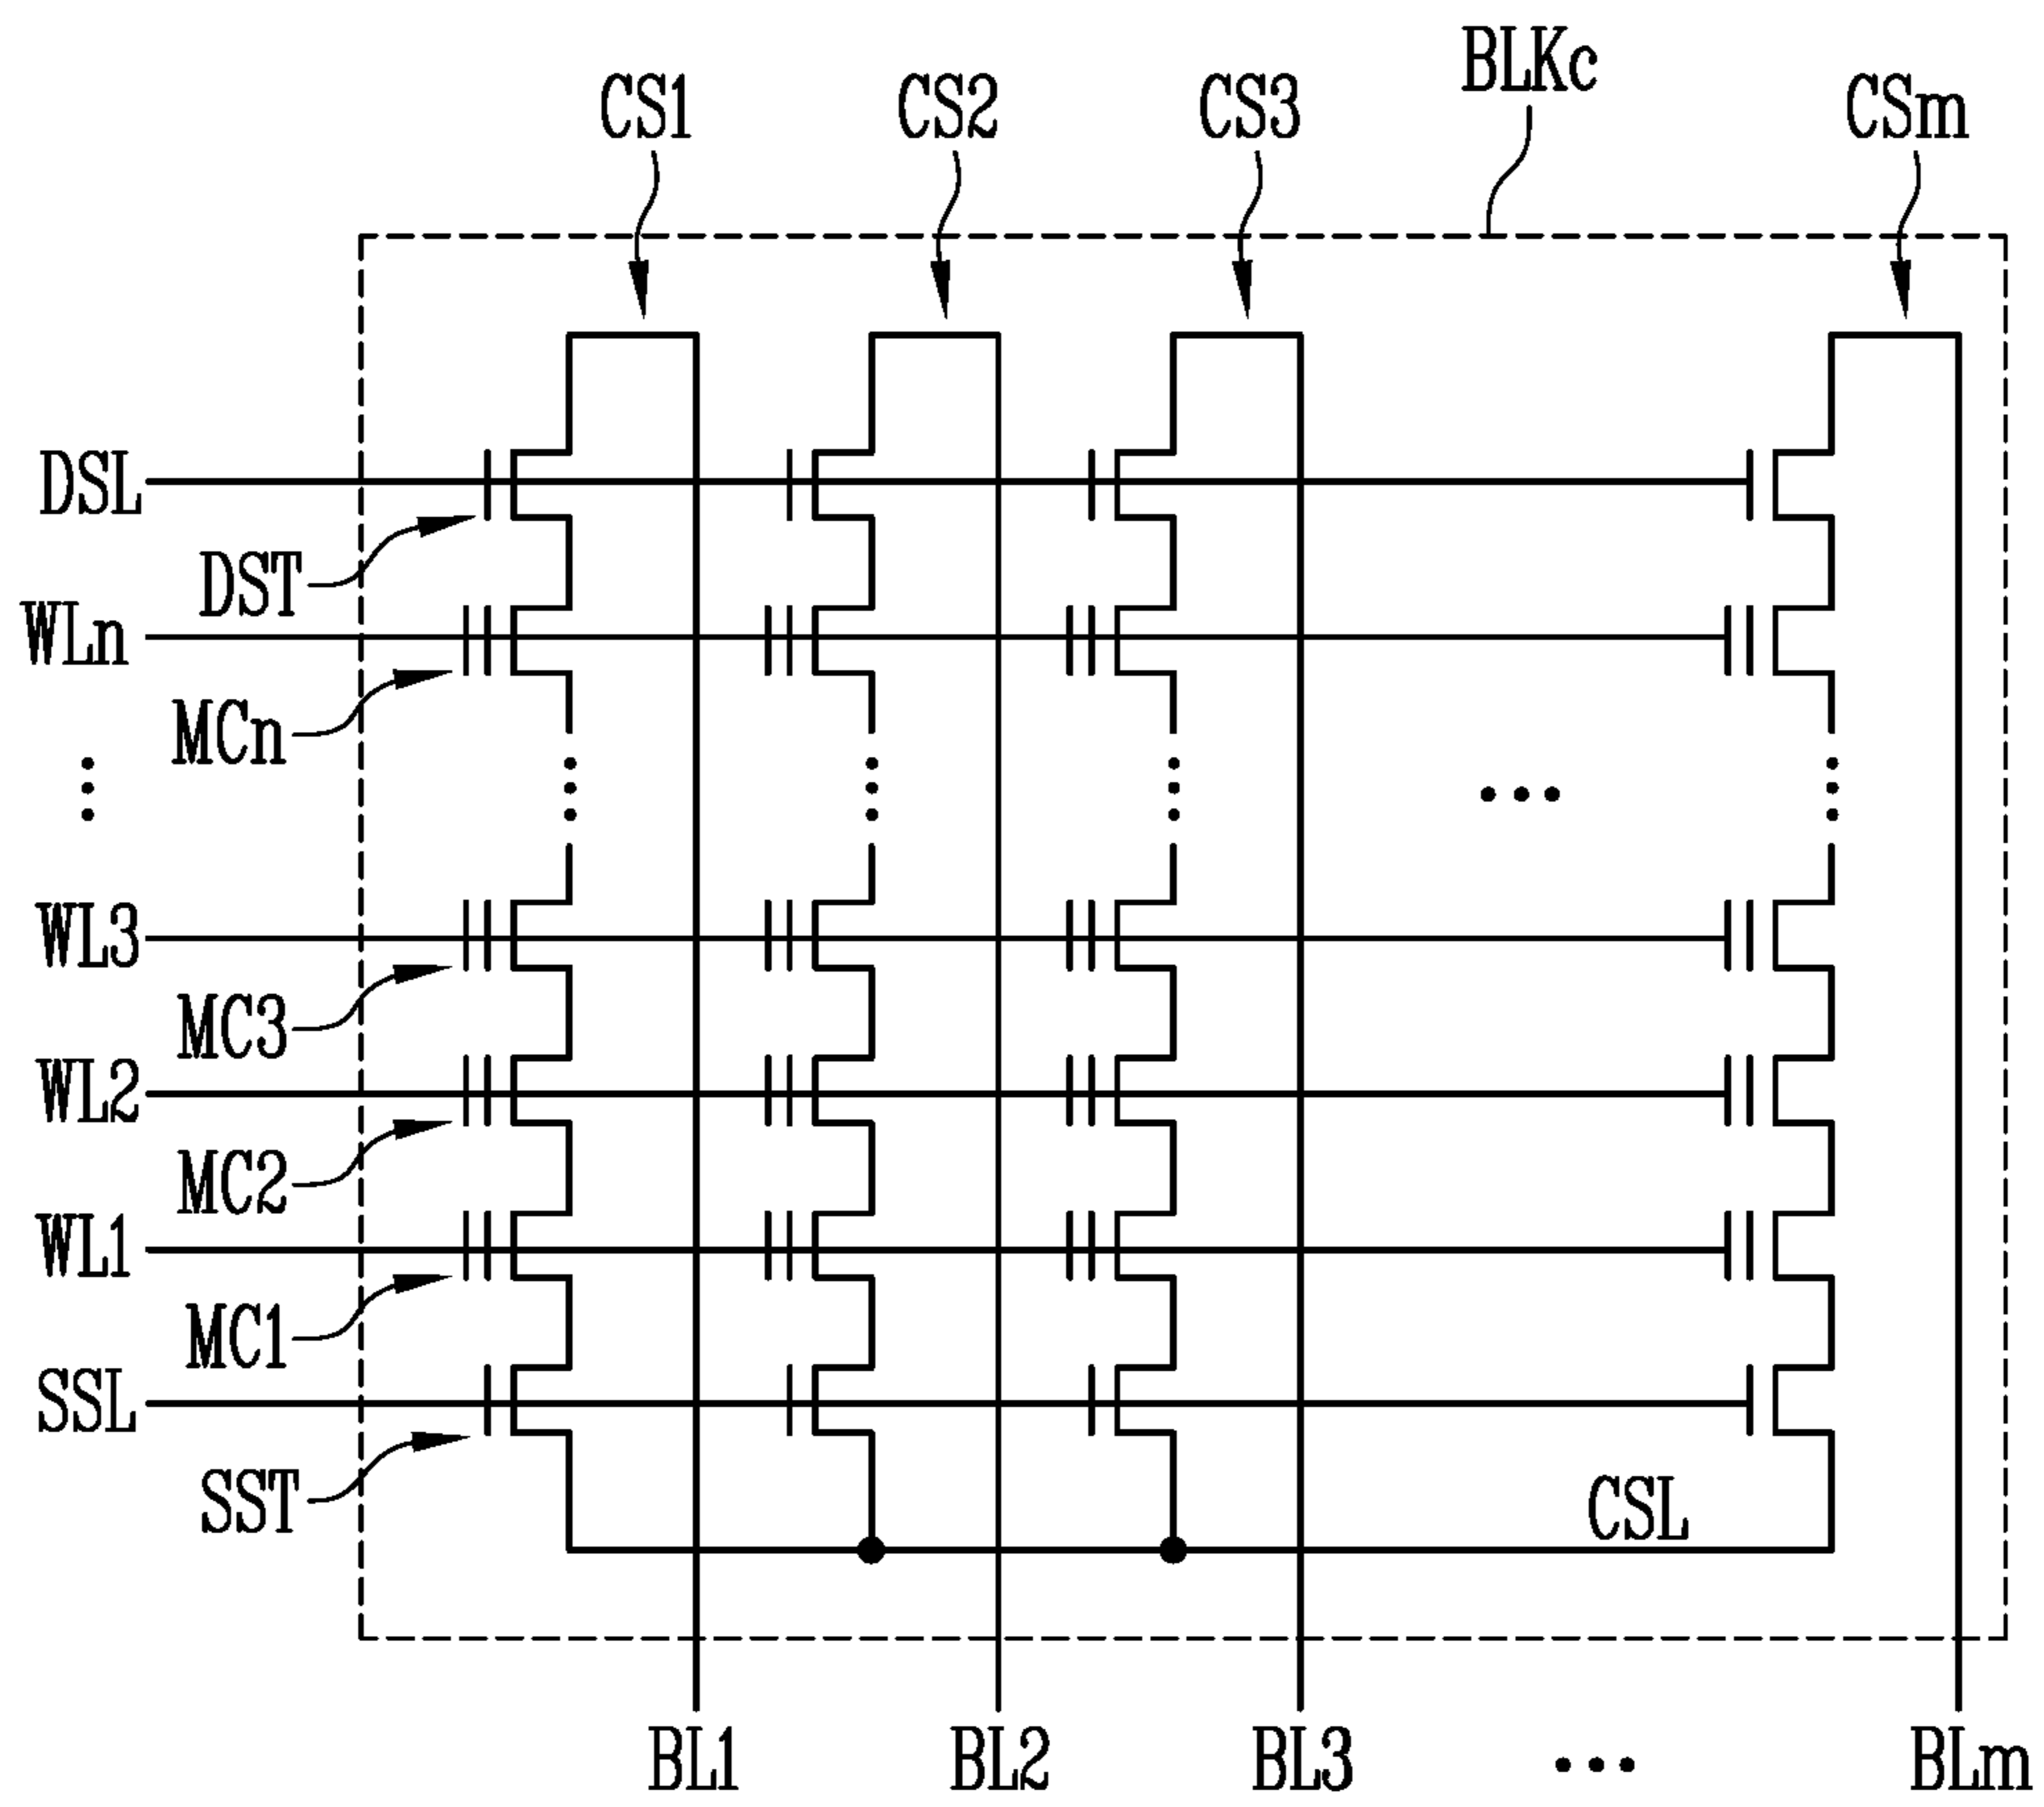 BLKc
CS1 CS2 CS3 CSm
DSL
DST
WLn
MCn
WL3
MC3
WL2
MC2
WL1
MC1
SSL
SST
CSL
BL1 BL2 BL3 ... BLm